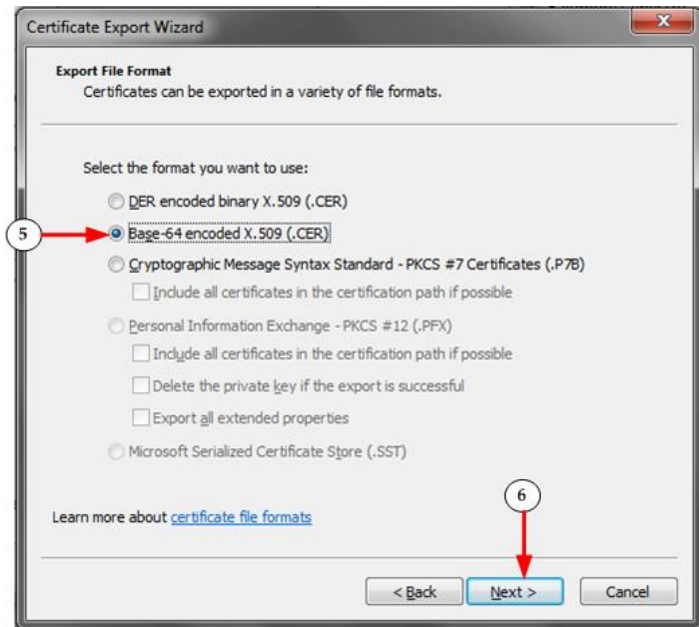 Certificate Export Wizard
Export File Format
Certificates can be exported in a variety of file formats.
Select the format you want to use:
DER encoded binary X.509 (.CER)
5
Base-64 encoded X.509 (.CER)
Cryptographic Message Syntax Standard - PKCS #7 Certificates (.P7B)
Include all certificates in the certification path if possible
Personal Information Exchange - PKCS #12 (.PFX)
Include all certificates in the certification path if possible
Delete the private key if the export is successful
Export all extended properties
Microsoft Serialized Certificate Store (.SST)
6
Learn more about certificate file formats
< Back Next > Cancel